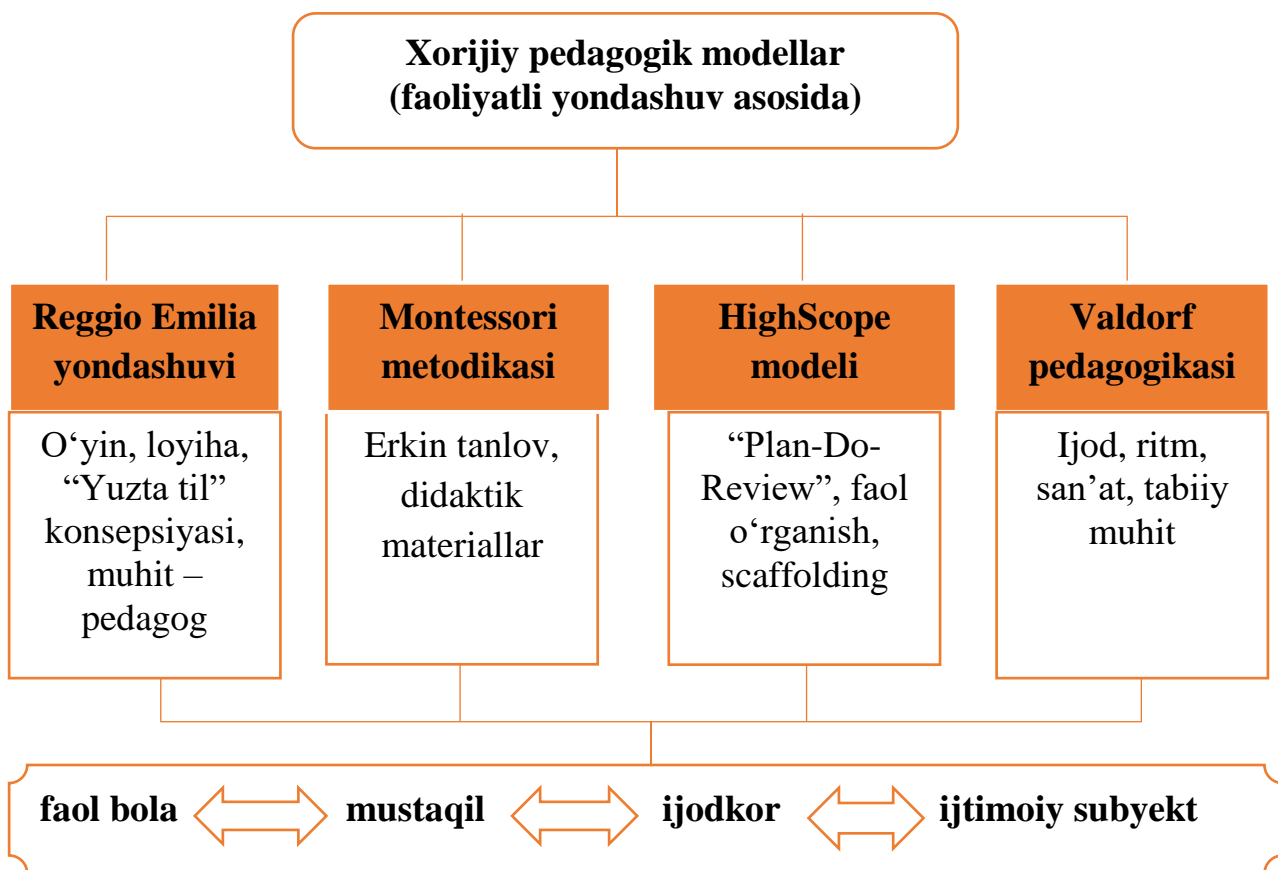 Xorijiy pedagogik modellar
(faoliyatli yondashuv asosida)
Reggio Emilia
yondashuvi
O‘yin, loyiha,
“Yuzta til”
konsepsiyasi,
muhit –
pedagog
Montessori
metodikasi
Erkin tanlov,
didaktik
materiallar
HighScope
modeli
“Plan-Do-
Review”, faol
o‘rganish,
scaffolding
Valdorf
pedagogikasi
Ijod, ritm,
san’at, tabiiy
muhit
faol bola mustaqil ijodkor ijtimoiy subyekt